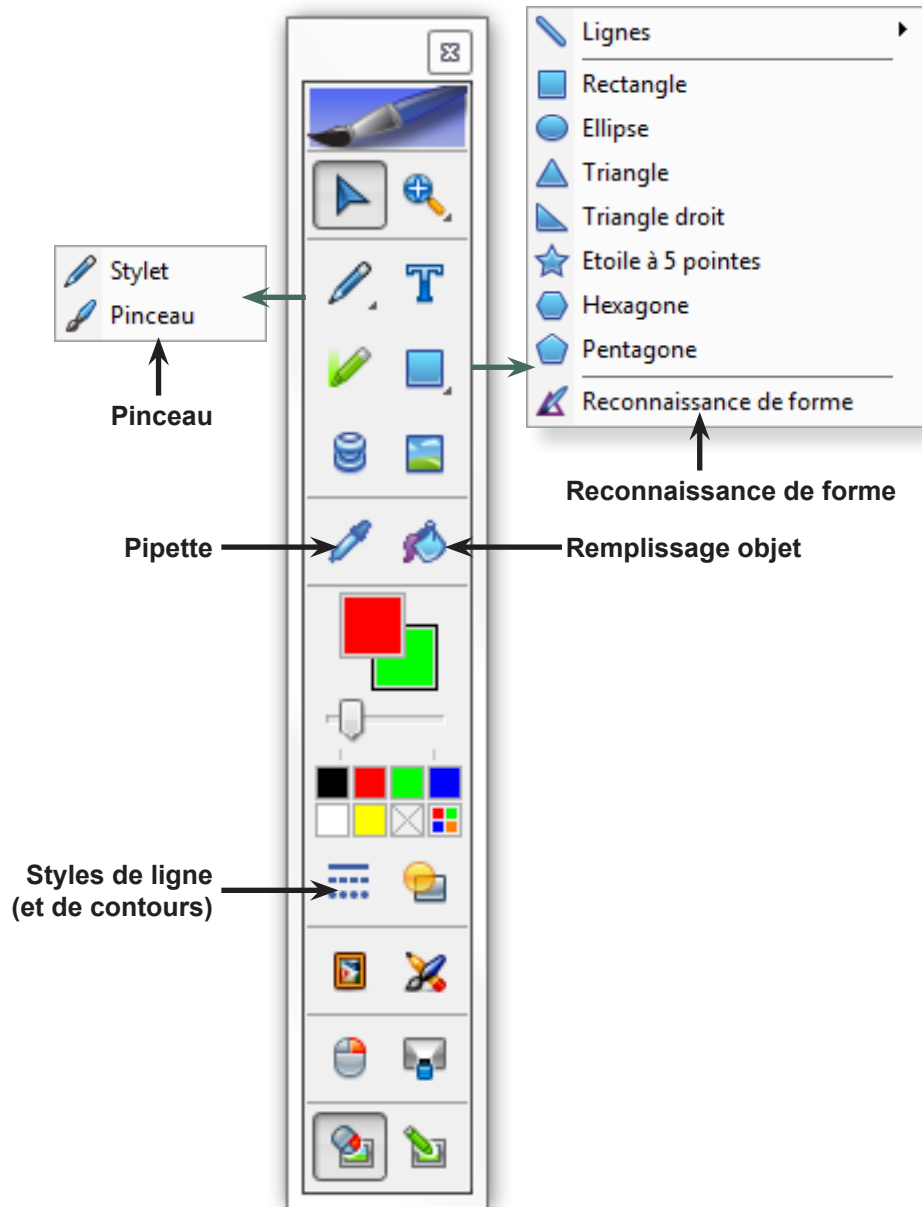 Lignes
Rectangle
Ellipse
Triangle
Triangle droit
Etoile à 5 pointes
Hexagone
Pentagone
Reconnaissance de forme
Reconnaissance de forme
Stylet
Pinceau
Pinceau
T
Pipette
Remplissage objet
Styles de ligne
(et de contours)